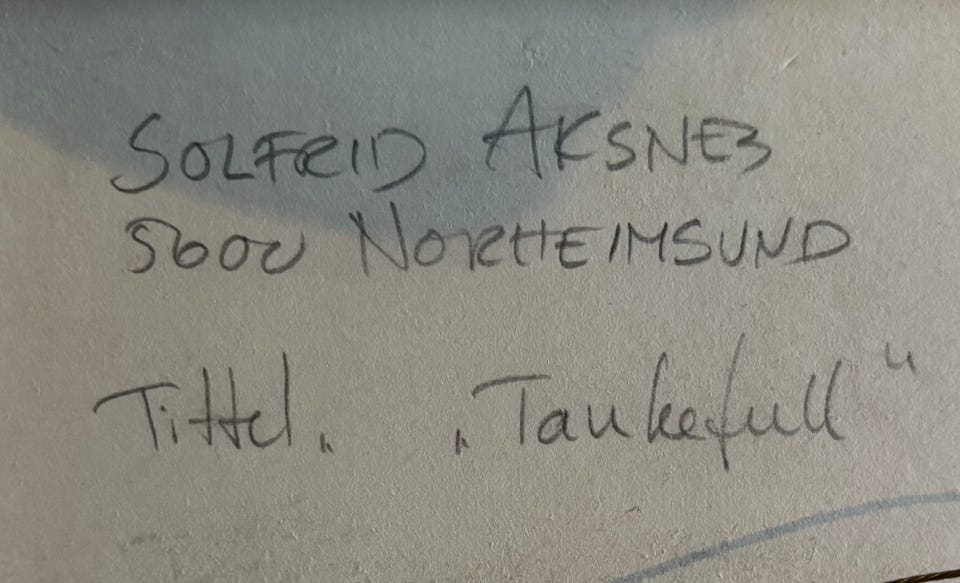 SOLFRID AKSNES
5600 NORHEIMSUND
Tittel. „Tankefull“